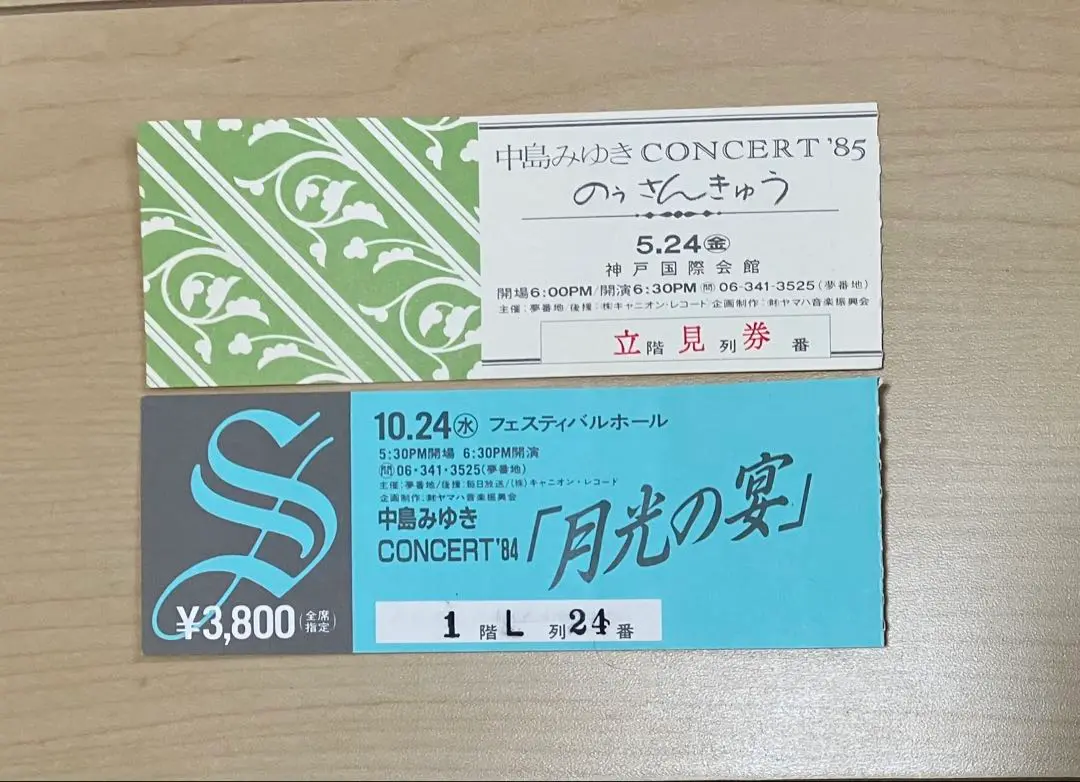 中島みゆき CONCERT '85
のぅさんきゅう
5.24㊎
神戸国際会館
開場6:00PM/開演6:30PM ㉄ 06-341-3525(夢番地)
主催:夢番地 後援:㈱キャニオン・レコード 企画制作:㈶ヤマハ音楽振興会
立階見列券番
S
10.24㊌ フェスティバルホール
5:30PM開場 6:30PM開演
㉄06・341・3525(夢番地)
主催:夢番地/後援:毎日放送/(株)キャニオン・レコード
企画制作:㈶ヤマハ音楽振興会
中島みゆき
CONCERT'84「月光の宴」
¥3,800(全席指定)
1階L列24番